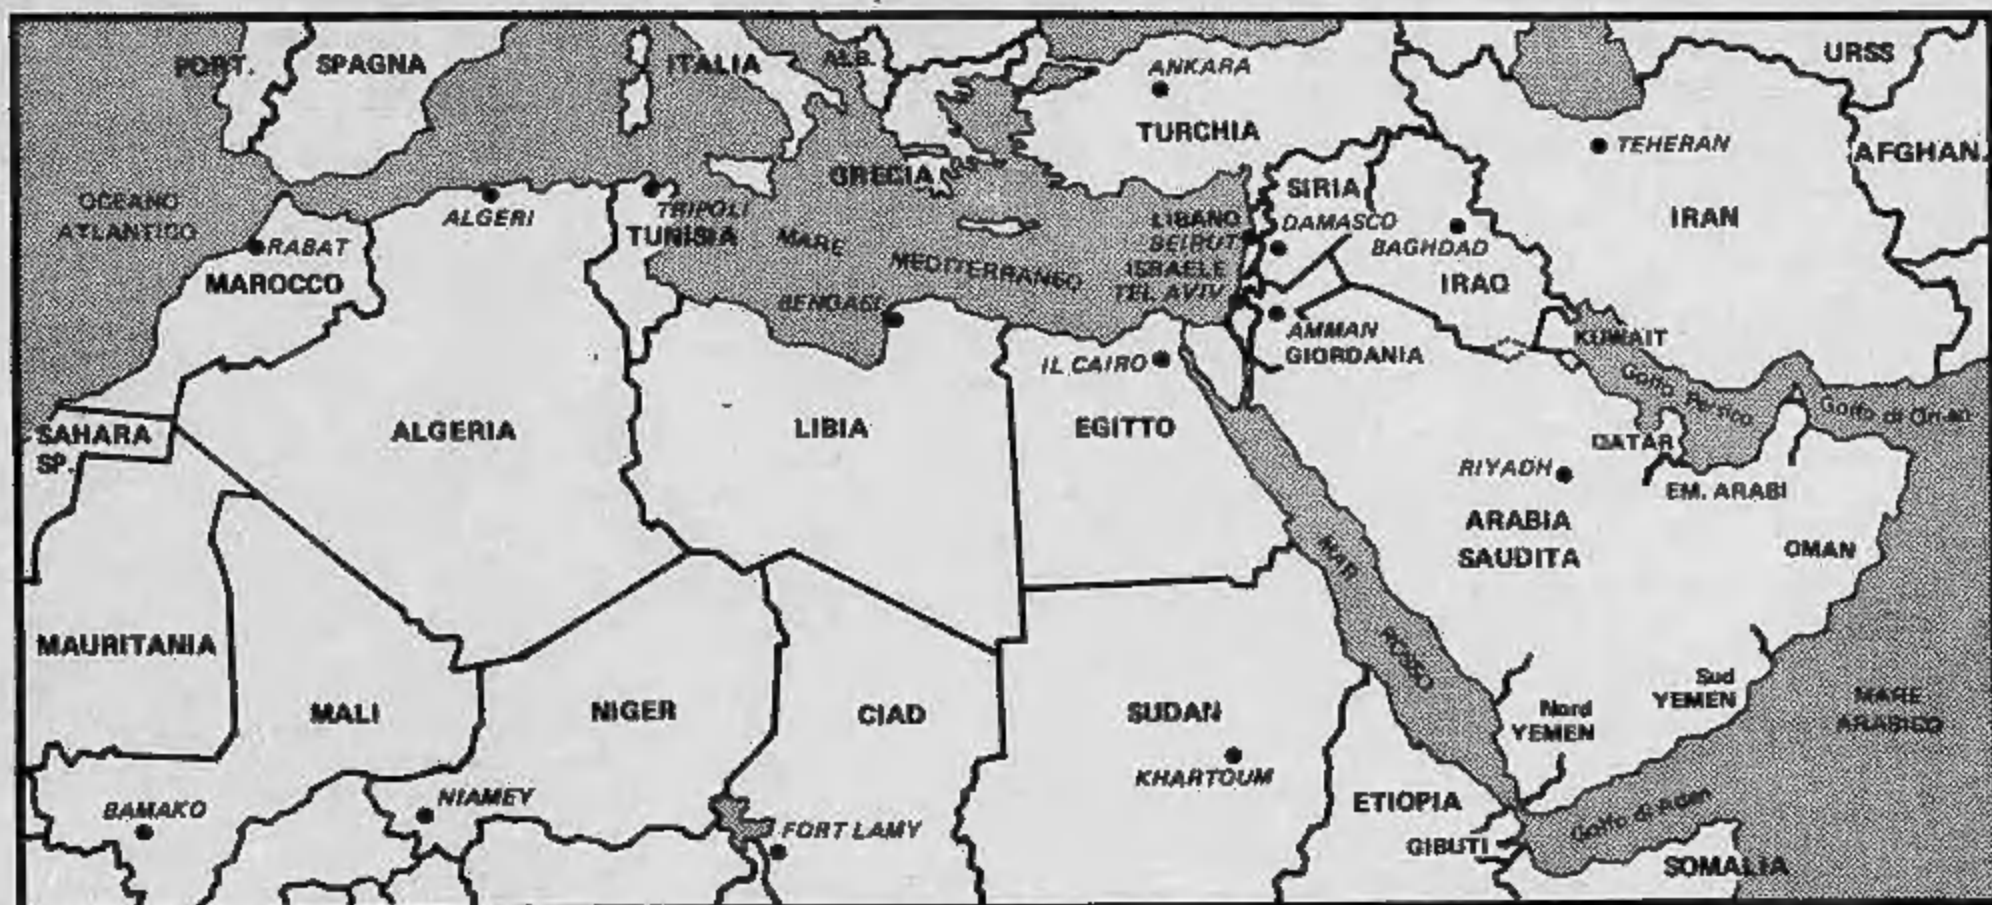 PORT.
SPAGNA
ITALIA
ALB.
ANKARA
TURCHIA
URSS
TEHERAN
AFGHAN.
OCEANO
ATLANTICO
ALGERI
RABAT
MAROCCO
TRIPOLI
TUNISIA
GRECIA
MARE
MEDITERRANEO
BENGASI
LIBANO
BEIRUT
ISRAELE
TEL AVIV
SIRIA
DAMASCO
BAGHDAD
IRAQ
IRAN
AMMAN
GIORDANIA
KUWAIT
IL CAIRO
Golfo Persico
Golfo di Oman
SAHARA
SP.
ALGERIA
LIBIA
EGITTO
QATAR
RIYADH
EM. ARABI
ARABIA
SAUDITA
OMAN
MAR
ROSSO
MAURITANIA
MALI
NIGER
CIAD
SUDAN
KHARTOUM
Nord
YEMEN
Sud
YEMEN
MARE
ARABICO
BAMAKO
NIAMEY
FORT LAMY
ETIOPIA
GIBUTI
Golfo di Aden
SOMALIA